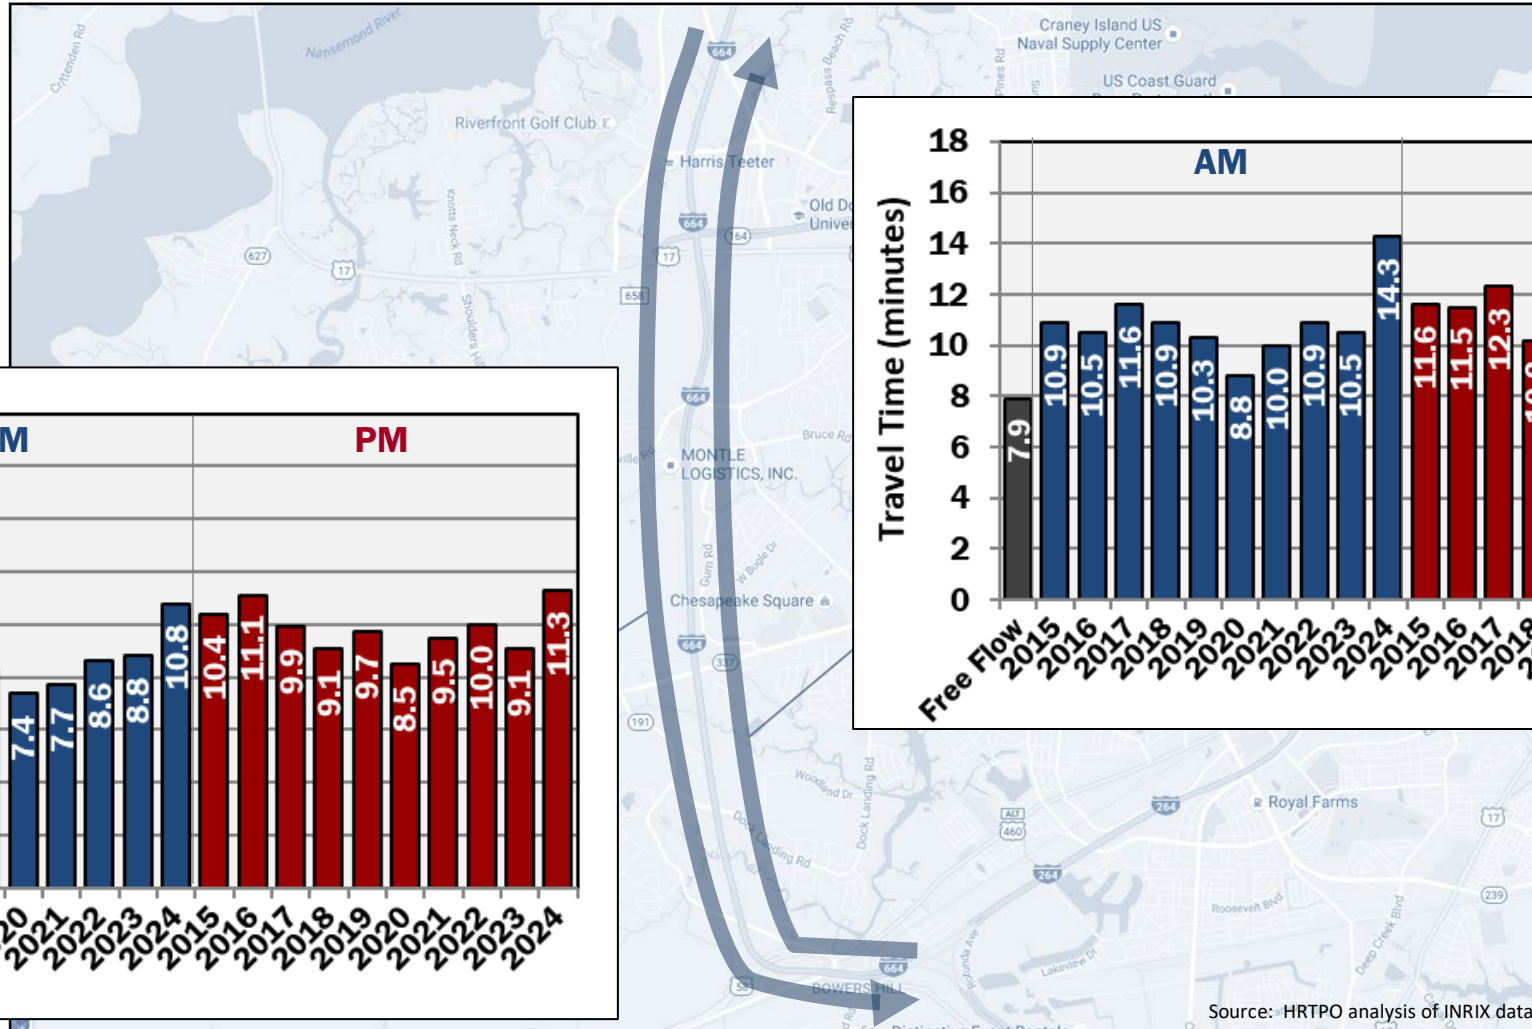 Nansemond River
Cryttenden Rd
664
Respass Beach Rd
Pines Rd
Craney Island US
Naval Supply Center
US Coast Guard
Riverfront Golf Club
Harris Teeter
Knotts Neck Rd
Old
664
164
627
17
17
658
Shoulders
664
Bruce Rd
MONTLE
LOGISTICS, INC.
Gum Rd
W Bugle Dr
Chesapeake Square
664
337
191
Woodland Dr
Dock Landing Rd
Dock Landing Rd
ALT
460
264
Royal Farms
17
264
239
Roosevelt Blvd
Deep Creek Blvd
Rotunda Ave
Lakeview Dr
664
58
BOWERS HILL
AM
Travel Time (minutes)
18
16
14
12
10
8
6
4
2
0
7.9
10.9
10.5
11.6
10.9
10.3
8.8
10.0
10.9
10.5
14.3
11.6
11.5
12.3
Free Flow
2015
2016
2017
2018
2019
2020
2021
2022
2023
2024
2015
2016
2017
2018
M
PM
7.4
7.7
8.6
8.8
10.8
10.4
11.1
9.9
9.1
9.7
8.5
9.5
10.0
9.1
11.3
20
2021
2022
2023
2024
2015
2016
2017
2018
2019
2020
2021
2022
2023
2024
Source: HRTPO analysis of INRIX data